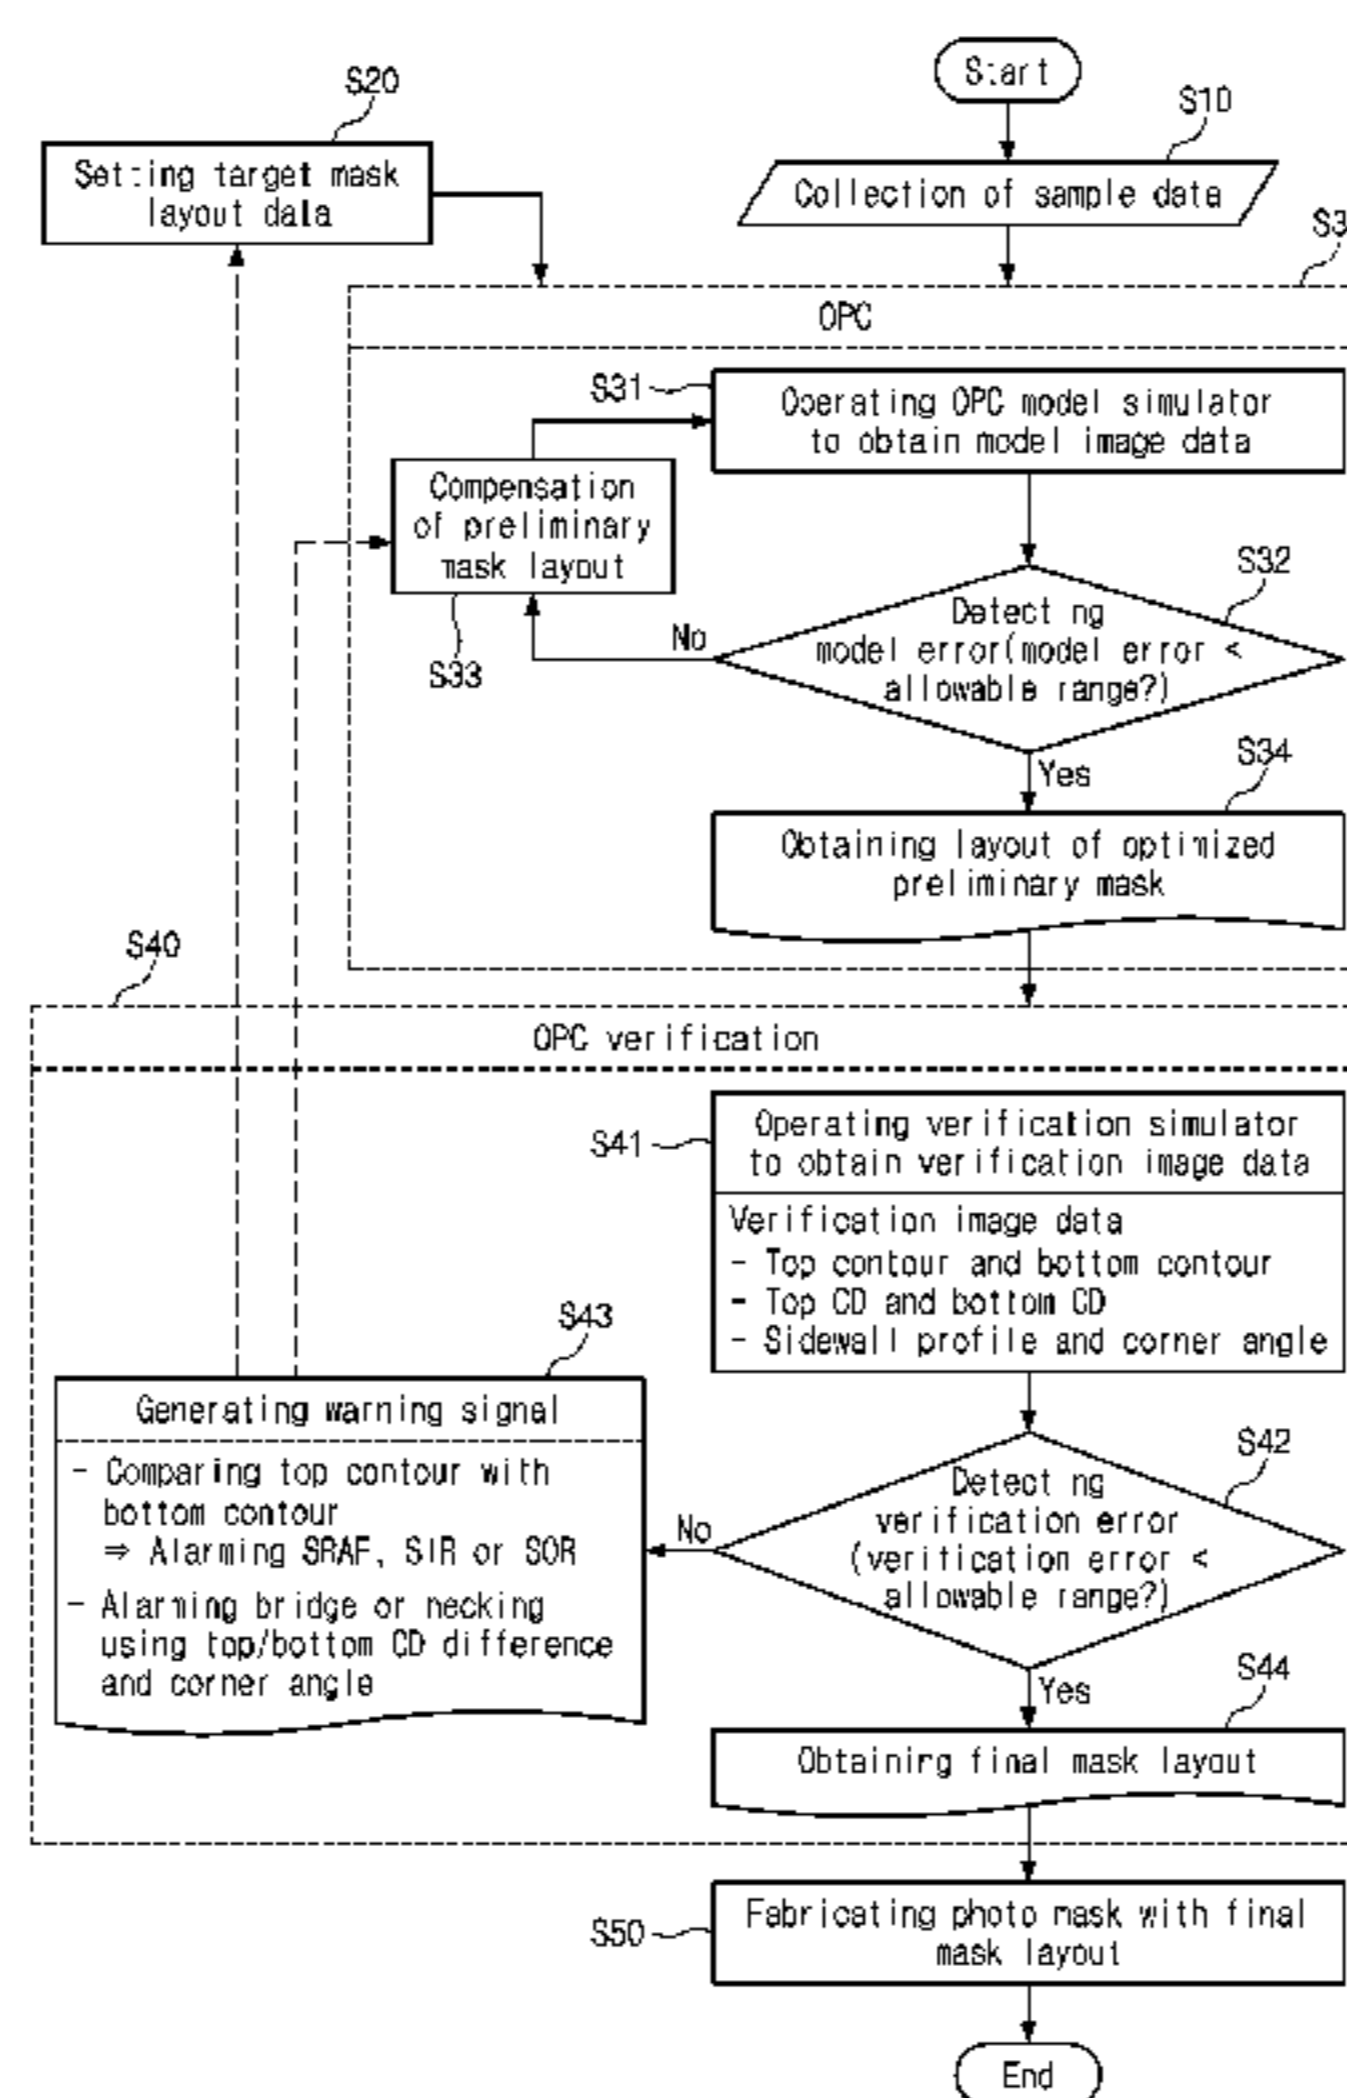 Start
S10
Collection of sample data
S20
Setting target mask
layout data
S3
OPC
S31
Operating OPC model simulator
to obtain model image data
Compensation
of preliminary
mask layout
S33
S32
Detecting
model error(model error <
allowable range?)
No
Yes
S34
Obtaining layout of optimized
preliminary mask
S40
OPC verification
S41
Operating verification simulator
to obtain verification image data
Verification image data
- Top contour and bottom contour
- Top CD and bottom CD
- Sidewall profile and corner angle
S43
Generating warning signal
- Comparing top contour with
bottom contour
⇒ Alarming SRAF, SIR or SOR
- Alarming bridge or necking
using top/bottom CD difference
and corner angle
S42
Detecting
verification error
(verification error <
allowable range?)
No
Yes
S44
Obtaining final mask layout
S50
Fabricating photo mask with final
mask layout
End